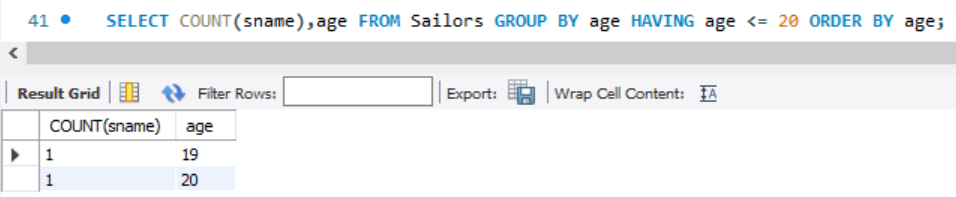 41 SELECT COUNT(sname),age FROM Sailors GROUP BY age HAVING age <= 20 ORDER BY age;
Result Grid Filter Rows: Export: Wrap Cell Content: IA
COUNT(sname) age
1 19
1 20